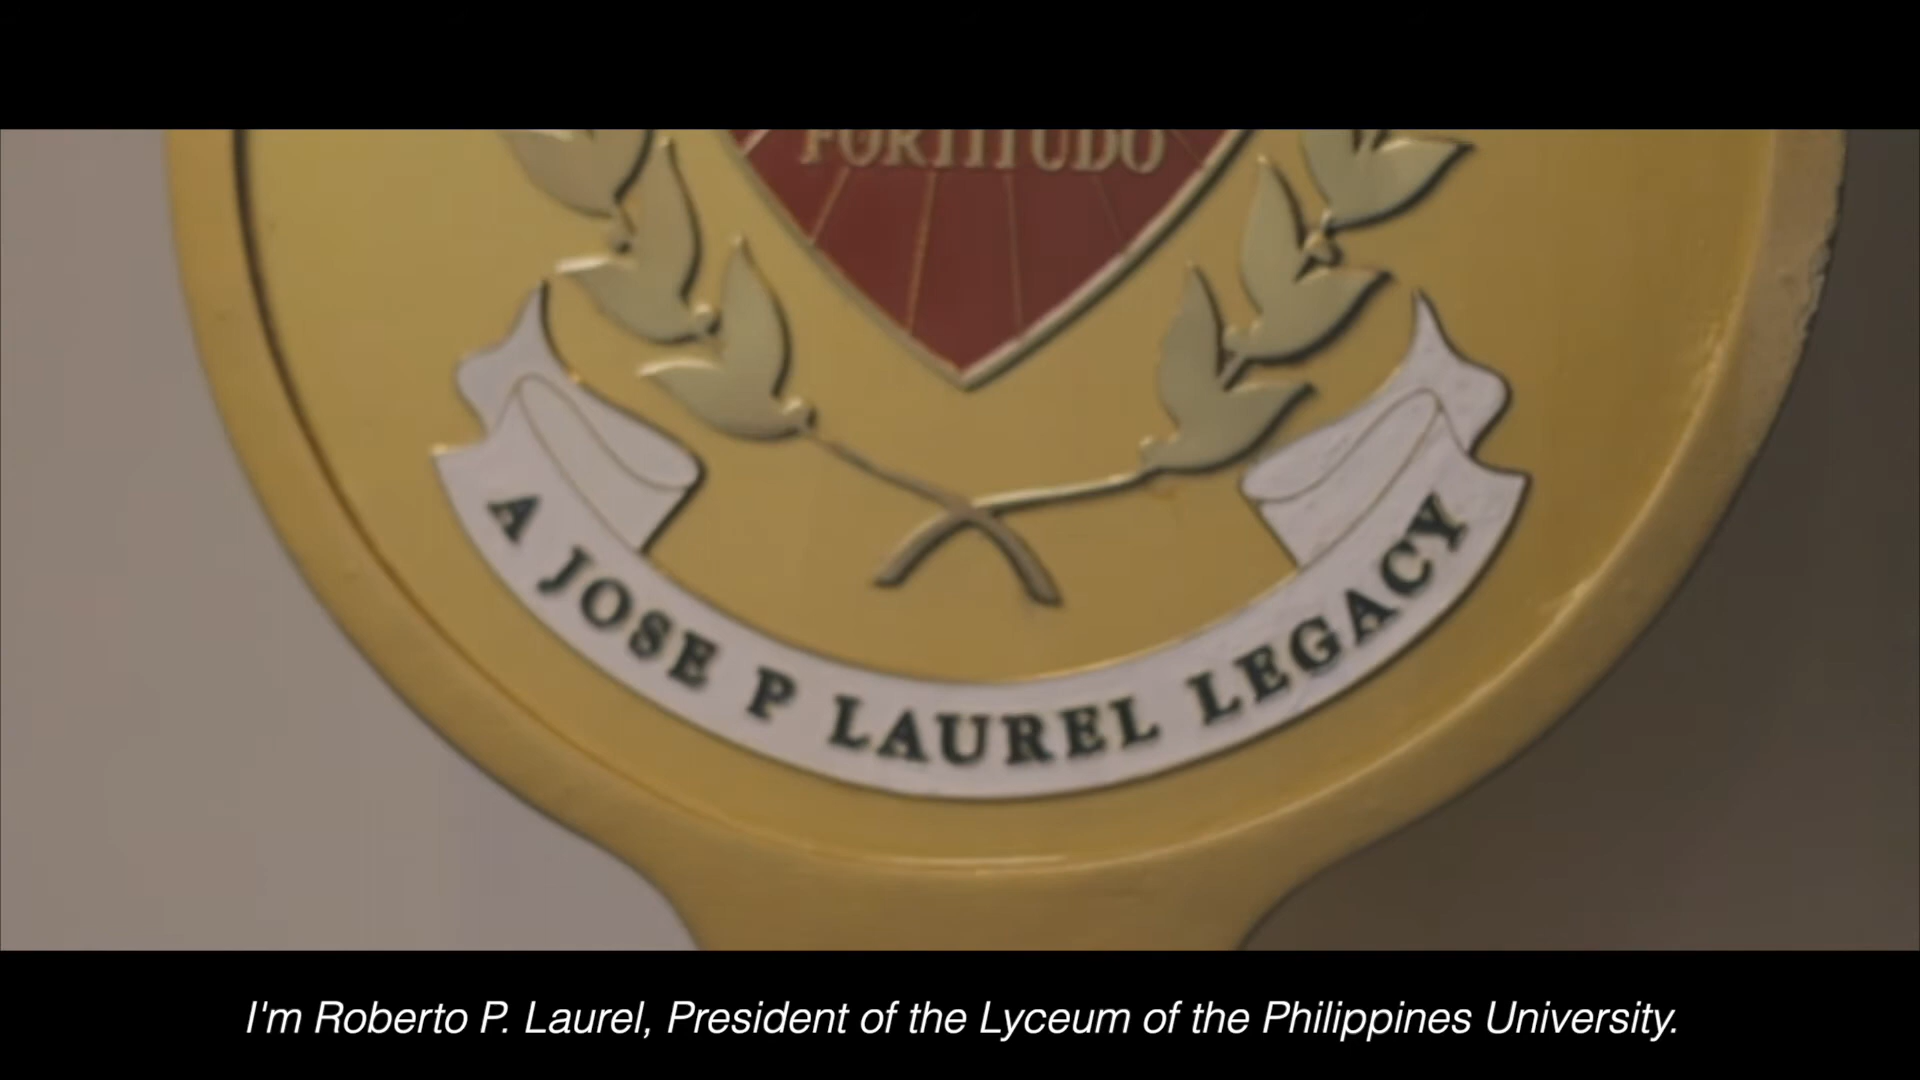 FORTITUDO
A JOSE P LAUREL LEGACY
I'm Roberto P. Laurel, President of the Lyceum of the Philippines University.